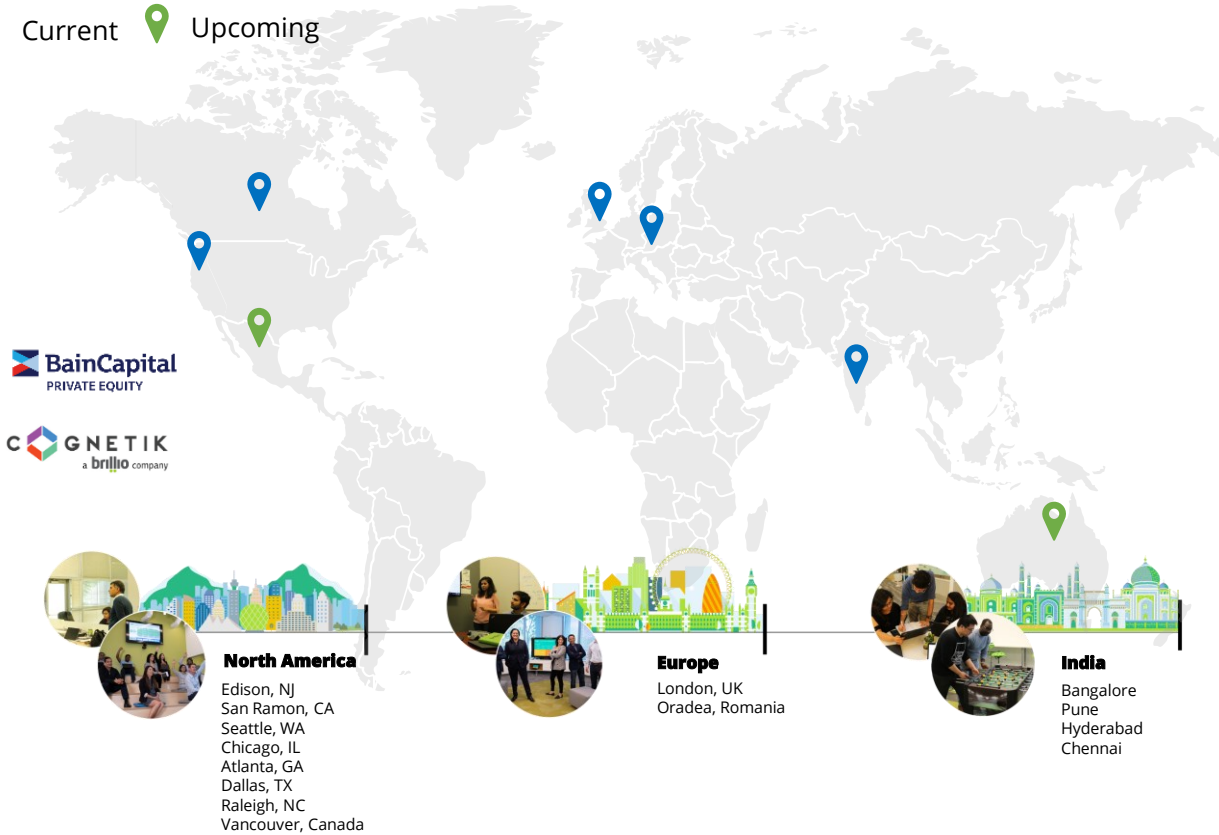 Current Upcoming
BainCapital
PRIVATE EQUITY
C GNETIK
a brillio company
North America
Edison, NJ
San Ramon, CA
Seattle, WA
Chicago, IL
Atlanta, GA
Dallas, TX
Raleigh, NC
Vancouver, Canada
Europe
London, UK
Oradea, Romania
India
Bangalore
Pune
Hyderabad
Chennai